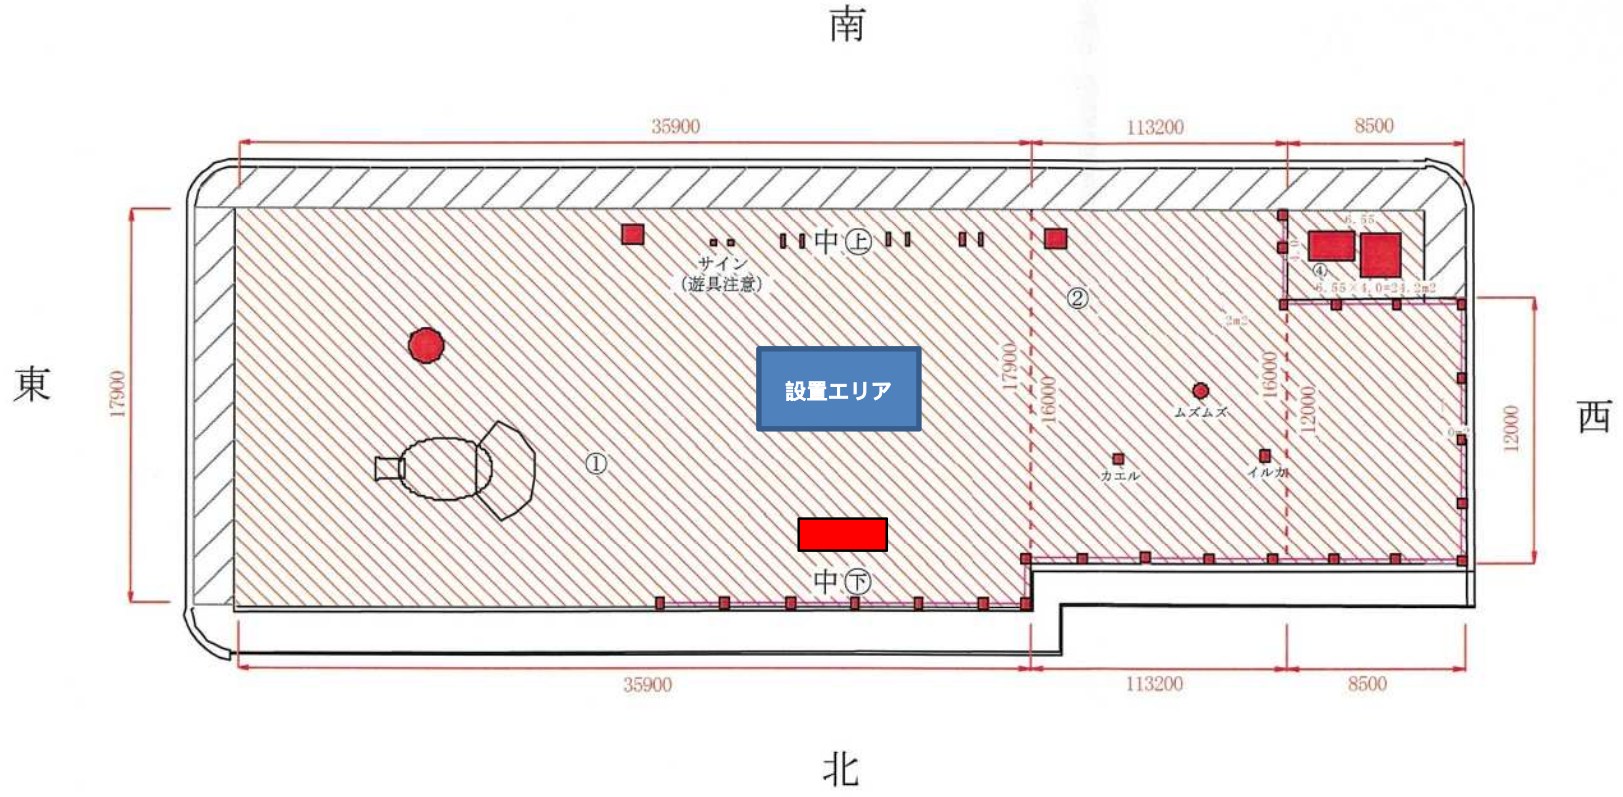 南
35900
113200
8500
6.55
4.0
中㊤
サイン
(遊具注意)
④
6.55×4.0=24.2m2
②
2m2
東
17900
設置エリア
17900
16000
16000
12000
12000
西
ムズムズ
カエル
イルカ
①
中㊦
35900
113200
8500
北